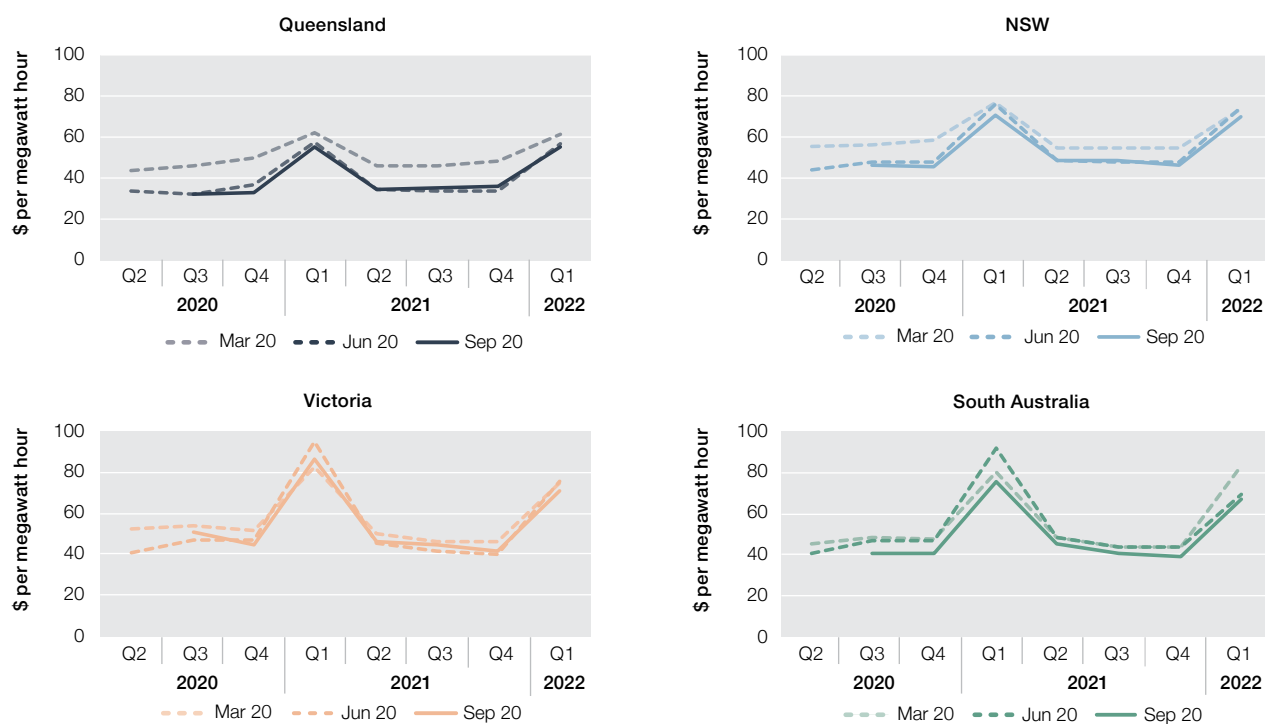 Queensland
$ per megawatt hour
100
80
60
40
20
0
Q2 Q3 Q4 Q1 Q2 Q3 Q4 Q1
2020 2021 2022
Mar 20 Jun 20 Sep 20
NSW
$ per megawatt hour
100
80
60
40
20
0
Q2 Q3 Q4 Q1 Q2 Q3 Q4 Q1
2020 2021 2022
Mar 20 Jun 20 Sep 20
Victoria
$ per megawatt hour
100
80
60
40
20
0
Q2 Q3 Q4 Q1 Q2 Q3 Q4 Q1
2020 2021 2022
Mar 20 Jun 20 Sep 20
South Australia
$ per megawatt hour
100
80
60
40
20
0
Q2 Q3 Q4 Q1 Q2 Q3 Q4 Q1
2020 2021 2022
Mar 20 Jun 20 Sep 20